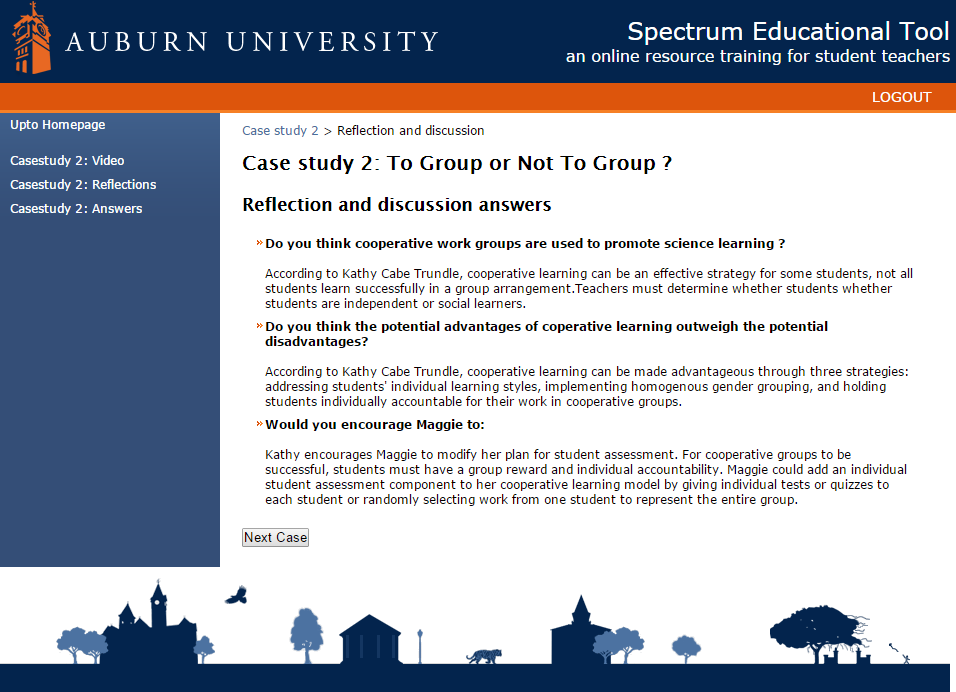 AUBURN UNIVERSITY
Spectrum Educational Tool
an online resource training for student teachers
LOGOUT
Upto Homepage
Casestudy 2: Video
Casestudy 2: Reflections
Casestudy 2: Answers
Case study 2 > Reflection and discussion
Case study 2: To Group or Not To Group ?
Reflection and discussion answers
» Do you think cooperative work groups are used to promote science learning ?
According to Kathy Cabe Trundle, cooperative learning can be an effective strategy for some students, not all
students learn successfully in a group arrangement.Teachers must determine whether students whether
students are independent or social learners.
» Do you think the potential advantages of coperative learning outweigh the potential
disadvantages?
According to Kathy Cabe Trundle, cooperative learning can be made advantageous through three strategies:
addressing students' individual learning styles, implementing homogenous gender grouping, and holding
students individually accountable for their work in cooperative groups.
» Would you encourage Maggie to:
Kathy encourages Maggie to modify her plan for student assessment. For cooperative groups to be
successful, students must have a group reward and individual accountability. Maggie could add an individual
student assessment component to her cooperative learning model by giving individual tests or quizzes to
each student or randomly selecting work from one student to represent the entire group.
Next Case